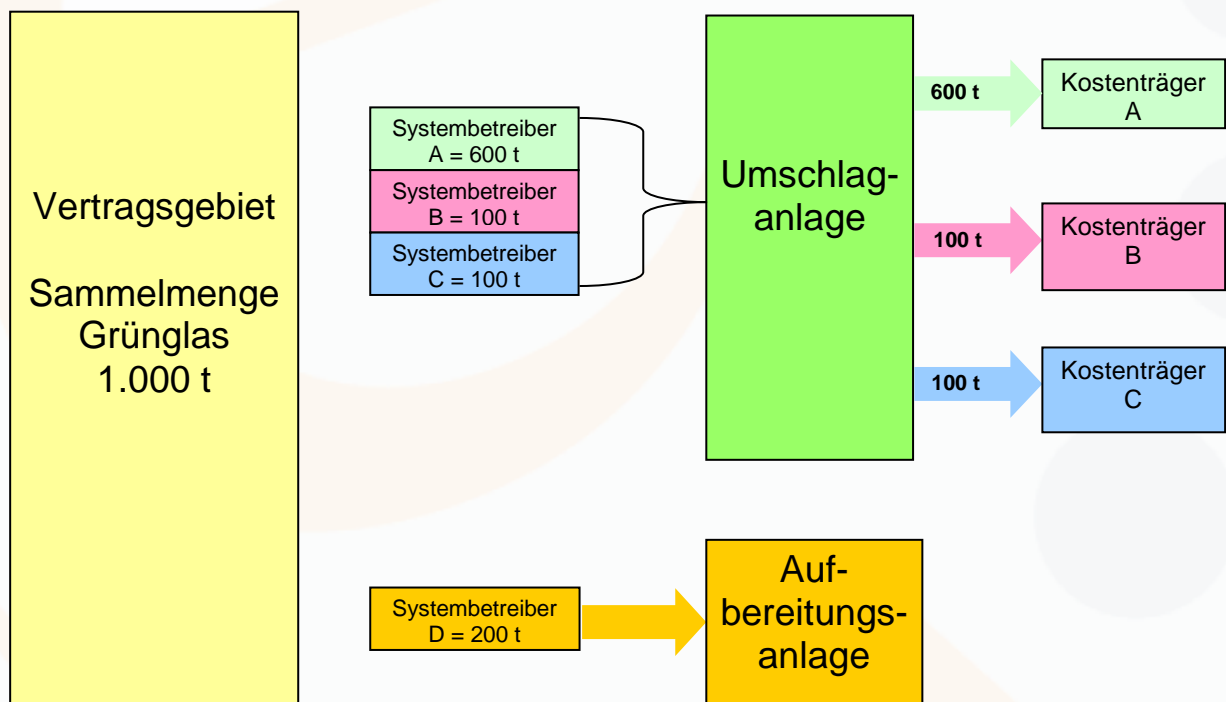 Vertragsgebiet
Sammelmenge
Grünglas
1.000 t
Systembetreiber
A = 600 t
Systembetreiber
B = 100 t
Systembetreiber
C = 100 t
Umschlag-
anlage
600 t
Kostenträger
A
100 t
Kostenträger
B
100 t
Kostenträger
C
Systembetreiber
D = 200 t
Auf-
bereitungs-
anlage